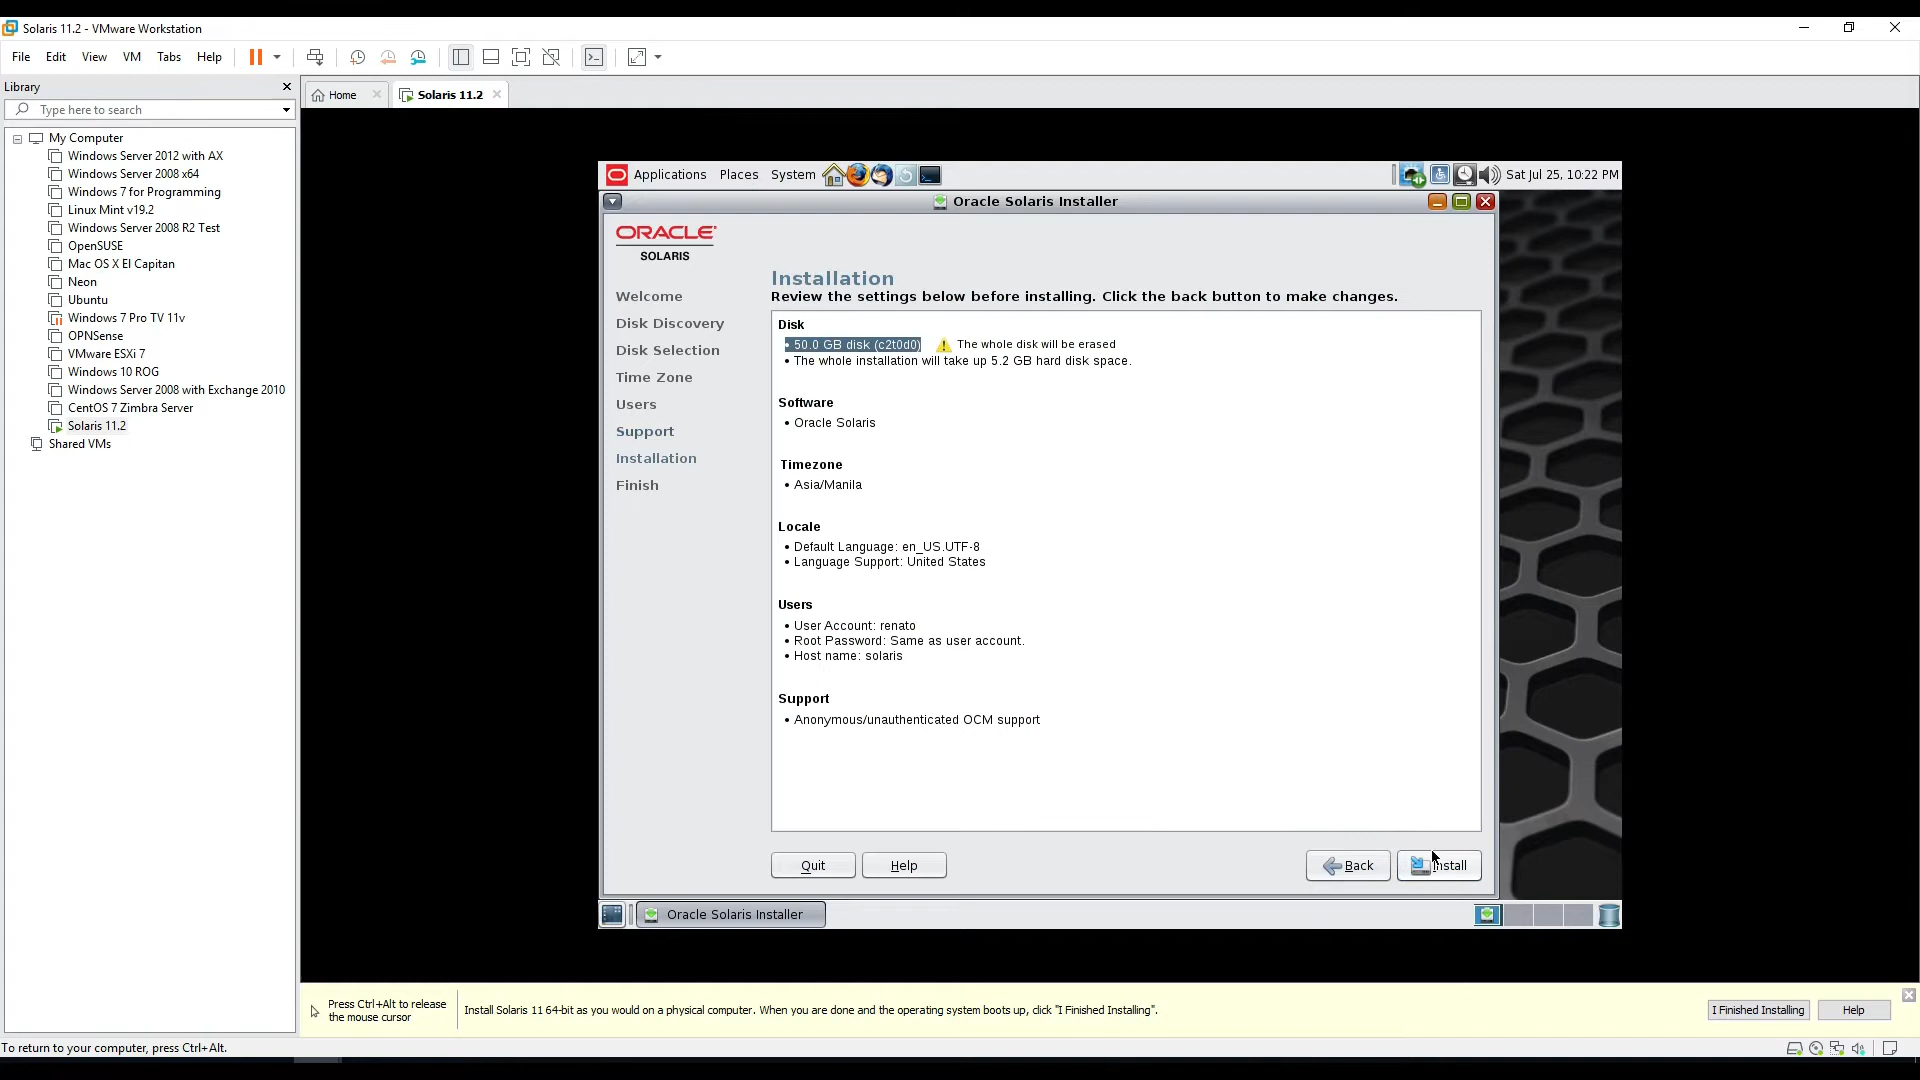 Solaris 11.2 - VMware Workstation
File Edit View VM Tabs Help
Library
Type here to search
My Computer
Windows Server 2012 with AX
Windows Server 2008 x64
Windows 7 for Programming
Linux Mint v19.2
Windows Server 2008 R2 Test
OpenSUSE
Mac OS X El Capitan
Neon
Ubuntu
Windows 7 Pro TV 11v
OPNSense
VMware ESXi 7
Windows 10 ROG
Windows Server 2008 with Exchange 2010
CentOS 7 Zimbra Server
Solaris 11.2
Shared VMs
Home
Solaris 11.2
Applications Places System
Sat Jul 25, 10:22 PM
Oracle Solaris Installer
ORACLE
SOLARIS
Welcome
Disk Discovery
Disk Selection
Time Zone
Users
Support
Installation
Finish
Installation
Review the settings below before installing. Click the back button to make changes.
Disk
• 50.0 GB disk (c2t0d0) The whole disk will be erased
• The whole installation will take up 5.2 GB hard disk space.
Software
• Oracle Solaris
Timezone
• Asia/Manila
Locale
• Default Language: en_US.UTF-8
• Language Support: United States
Users
• User Account: renato
• Root Password: Same as user account.
• Host name: solaris
Support
• Anonymous/unauthenticated OCM support
Quit
Help
Back
Install
Oracle Solaris Installer
Press Ctrl+Alt to release
the mouse cursor
Install Solaris 11 64-bit as you would on a physical computer. When you are done and the operating system boots up, click "I Finished Installing".
I Finished Installing
Help
To return to your computer, press Ctrl+Alt.